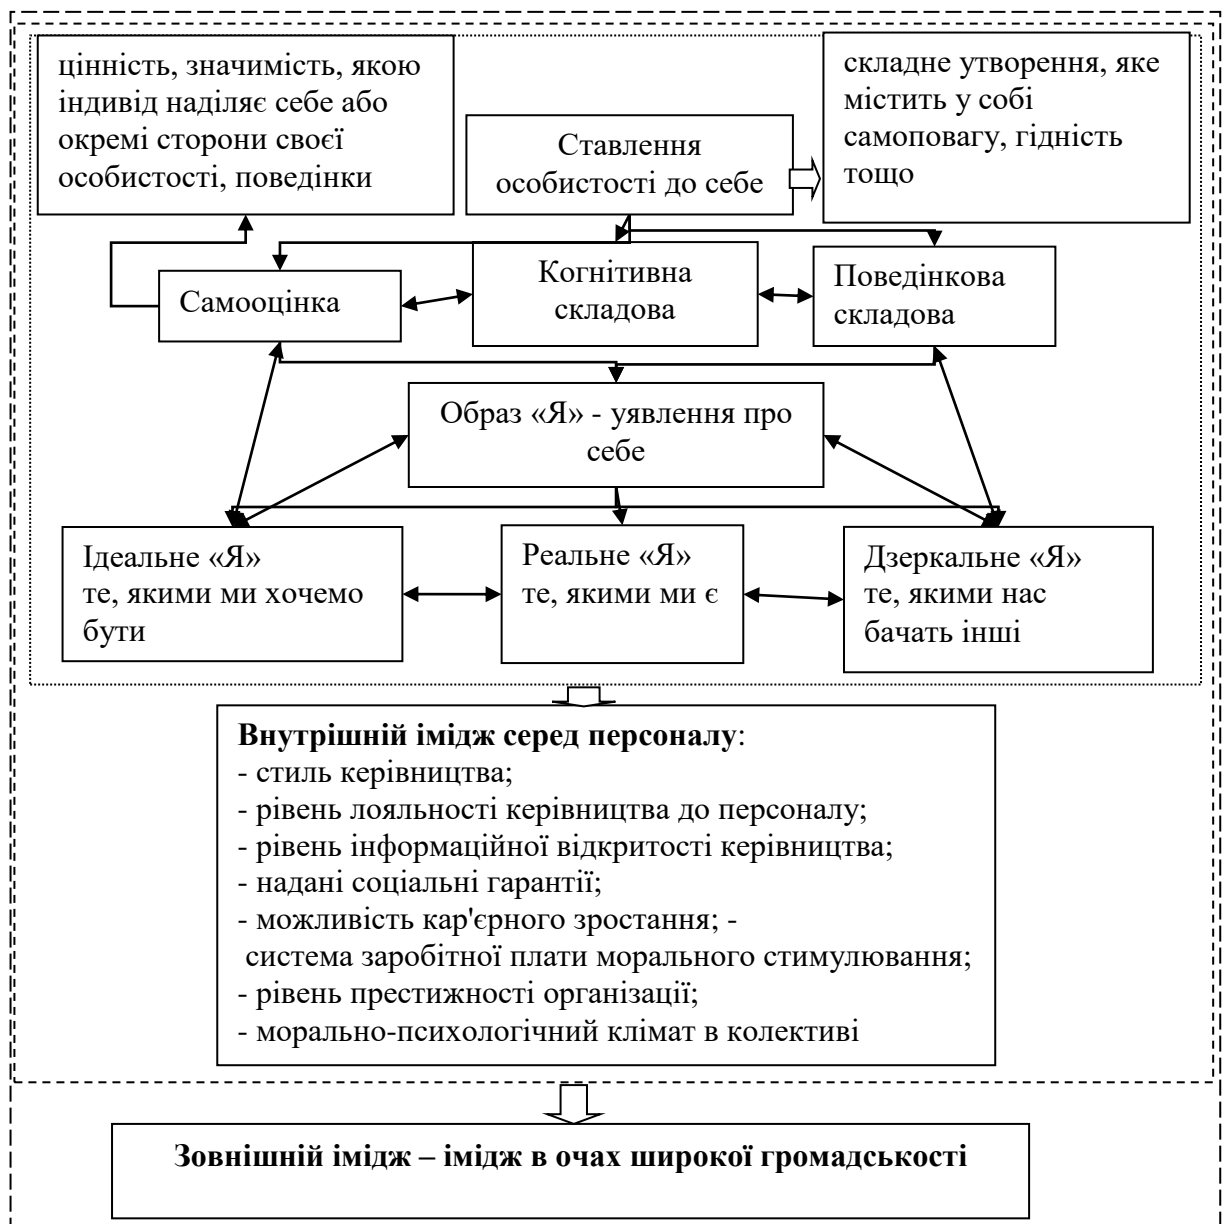 цінність, значимість, якою
індивід наділяє себе або
окремі сторони своєї
особистості, поведінки
Ставлення
особистості до себе
складне утворення, яке
містить у собі
самоповагу, гідність
тощо
Самооцінка
Когнітивна
складова
Поведінкова
складова
Образ «Я» - уявлення про
себе
Ідеальне «Я»
те, якими ми хочемо
бути
Реальне «Я»
те, якими ми є
Дзеркальне «Я»
те, якими нас
бачать інші
Внутрішній імідж серед персоналу:
- стиль керівництва;
- рівень лояльності керівництва до персоналу;
- рівень інформаційної відкритості керівництва;
- надані соціальні гарантії;
- можливість кар'єрного зростання; -
система заробітної плати морального стимулювання;
- рівень престижності організації;
- морально-психологічний клімат в колективі
Зовнішній імідж – імідж в очах широкої громадськості